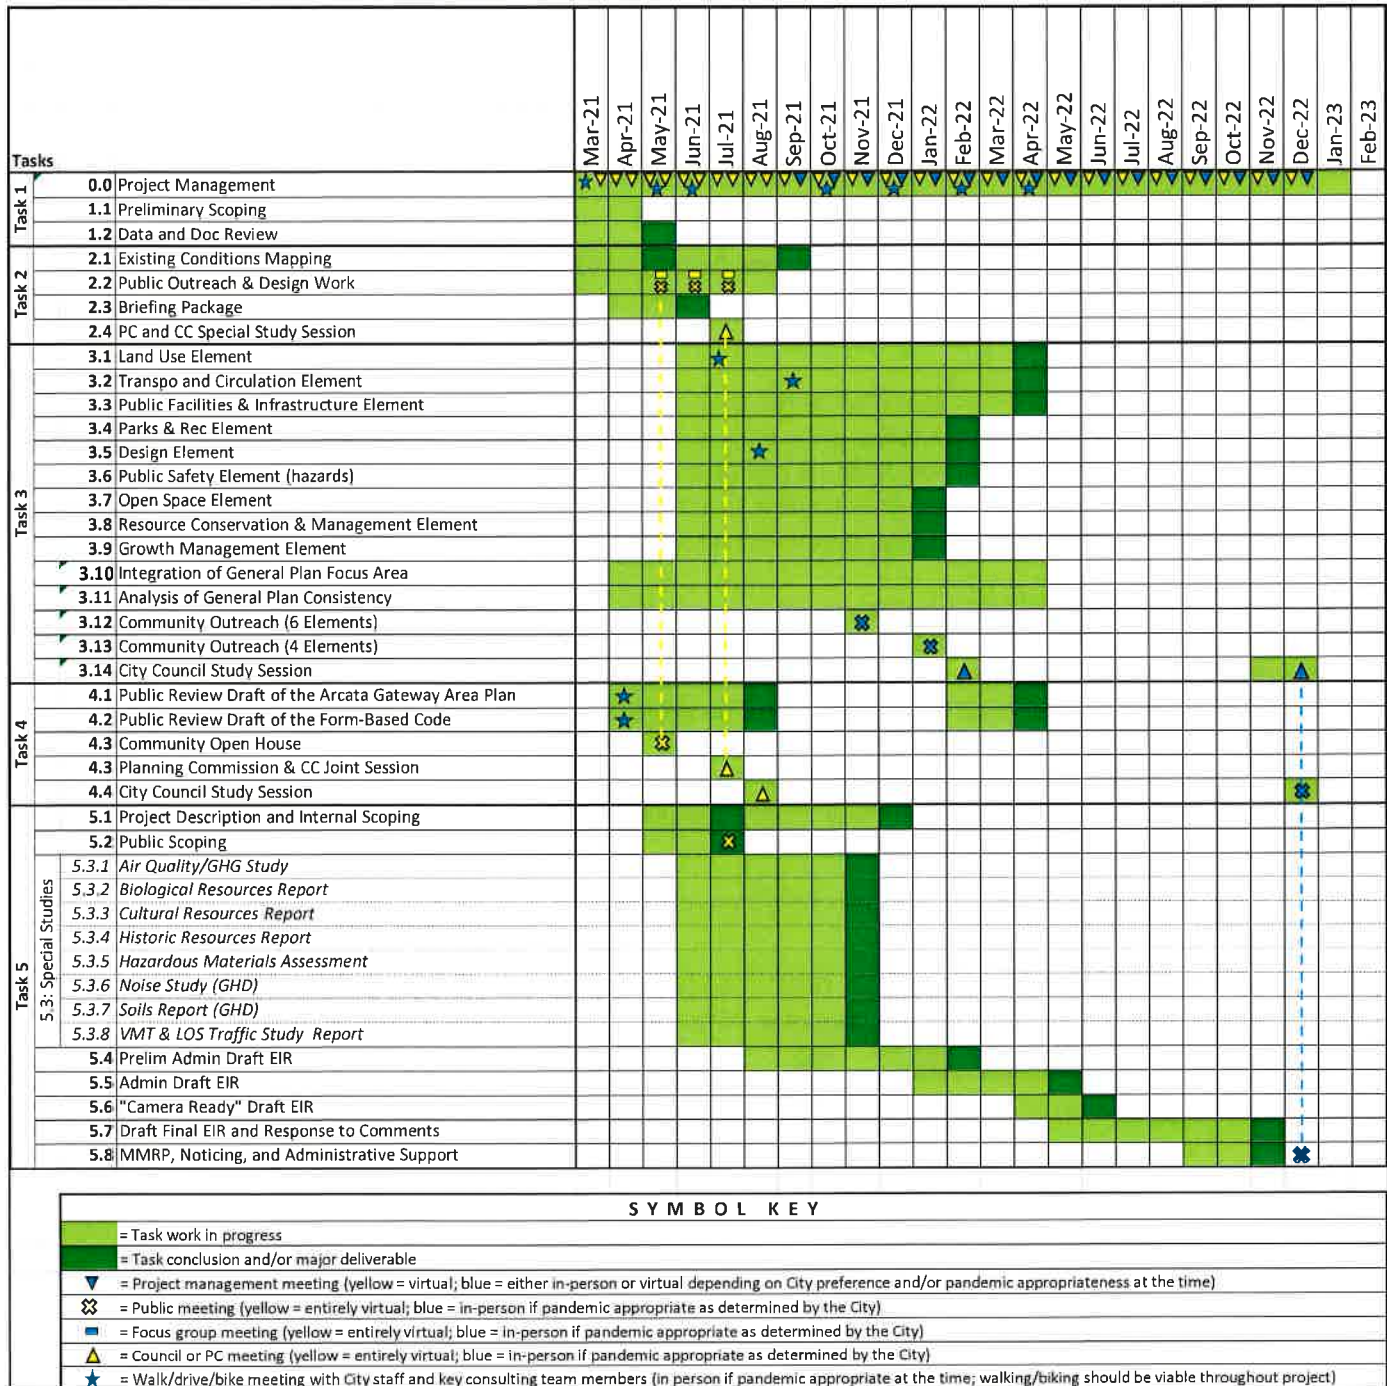 Mar-21 Apr-21 May-21 Jun-21 Jul-21 Aug-21 Sep-21 Oct-21 Nov-21 Dec-21 Jan-22 Feb-22 Mar-22 Apr-22 May-22 Jun-22 Jul-22 Aug-22 Sep-22 Oct-22 Nov-22 Dec-22 Jan-23 Feb-23
Tasks
Task 1
0.0 Project Management
1.1 Preliminary Scoping
1.2 Data and Doc Review
Task 2
2.1 Existing Conditions Mapping
2.2 Public Outreach & Design Work
2.3 Briefing Package
2.4 PC and CC Special Study Session
Task 3
3.1 Land Use Element
3.2 Transpo and Circulation Element
3.3 Public Facilities & Infrastructure Element
3.4 Parks & Rec Element
3.5 Design Element
3.6 Public Safety Element (hazards)
3.7 Open Space Element
3.8 Resource Conservation & Management Element
3.9 Growth Management Element
3.10 Integration of General Plan Focus Area
3.11 Analysis of General Plan Consistency
3.12 Community Outreach (6 Elements)
3.13 Community Outreach (4 Elements)
3.14 City Council Study Session
Task 4
4.1 Public Review Draft of the Arcata Gateway Area Plan
4.2 Public Review Draft of the Form-Based Code
4.3 Community Open House
4.3 Planning Commission & CC Joint Session
4.4 City Council Study Session
Task 5
5.1 Project Description and Internal Scoping
5.2 Public Scoping
5.3: Special Studies
5.3.1 Air Quality/GHG Study
5.3.2 Biological Resources Report
5.3.3 Cultural Resources Report
5.3.4 Historic Resources Report
5.3.5 Hazardous Materials Assessment
5.3.6 Noise Study (GHD)
5.3.7 Soils Report (GHD)
5.3.8 VMT & LOS Traffic Study Report
5.4 Prelim Admin Draft EIR
5.5 Admin Draft EIR
5.6 "Camera Ready" Draft EIR
5.7 Draft Final EIR and Response to Comments
5.8 MMRP, Noticing, and Administrative Support
SYMBOL KEY
= Task work in progress
= Task conclusion and/or major deliverable
= Project management meeting (yellow = virtual; blue = either in-person or virtual depending on City preference and/or pandemic appropriateness at the time)
= Public meeting (yellow = entirely virtual; blue = in-person if pandemic appropriate as determined by the City)
= Focus group meeting (yellow = entirely virtual; blue = in-person if pandemic appropriate as determined by the City)
= Council or PC meeting (yellow = entirely virtual; blue = in-person if pandemic appropriate as determined by the City)
= Walk/drive/bike meeting with City staff and key consulting team members (in person if pandemic appropriate at the time; walking/biking should be viable throughout project)